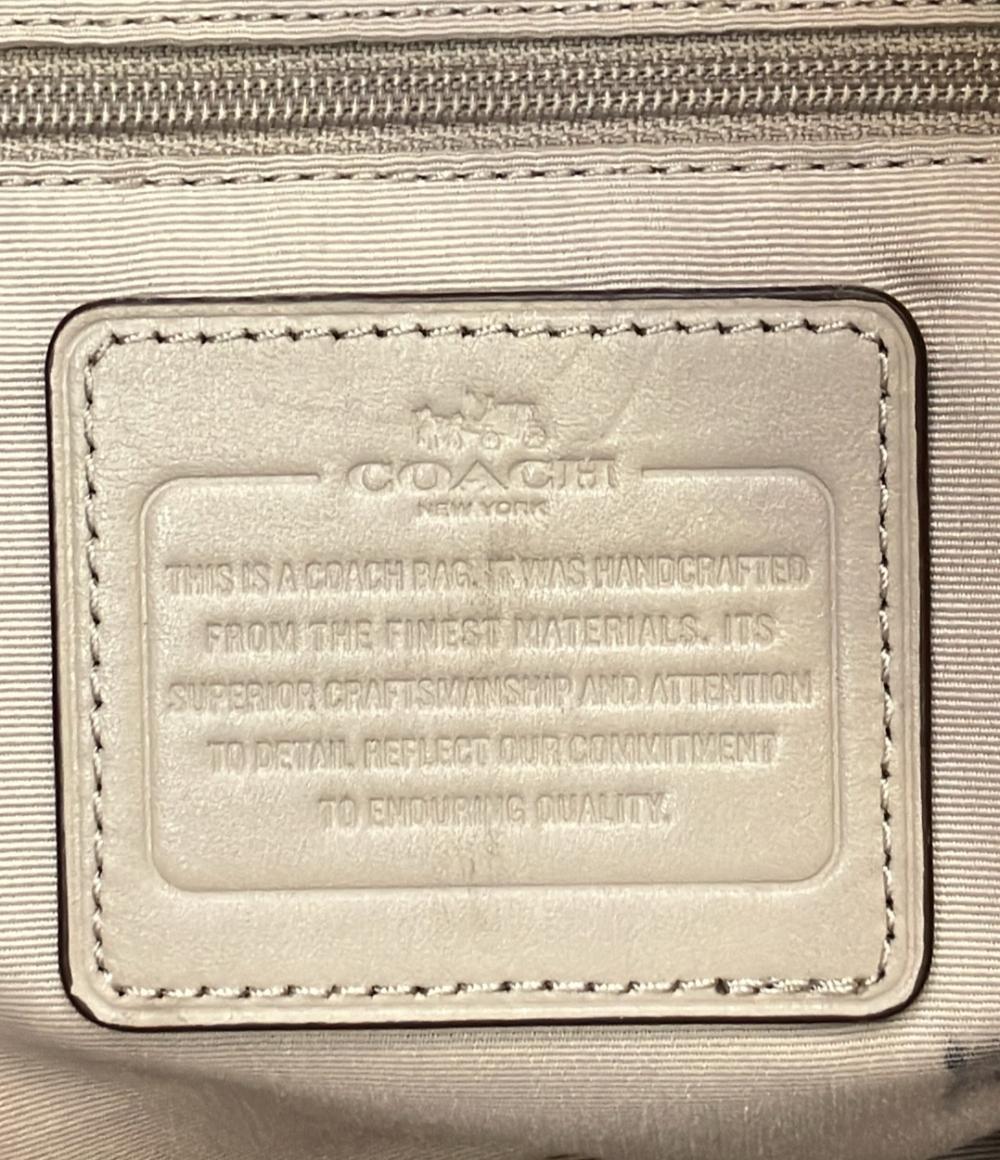 COACH
NEW YORK
THIS IS A COACH BAG. IT WAS HANDCRAFTED
FROM THE FINEST MATERIALS. ITS
SUPERIOR CRAFTSMANSHIP AND ATTENTION
TO DETAIL REFLECT OUR COMMITMENT
TO ENDURING QUALITY.